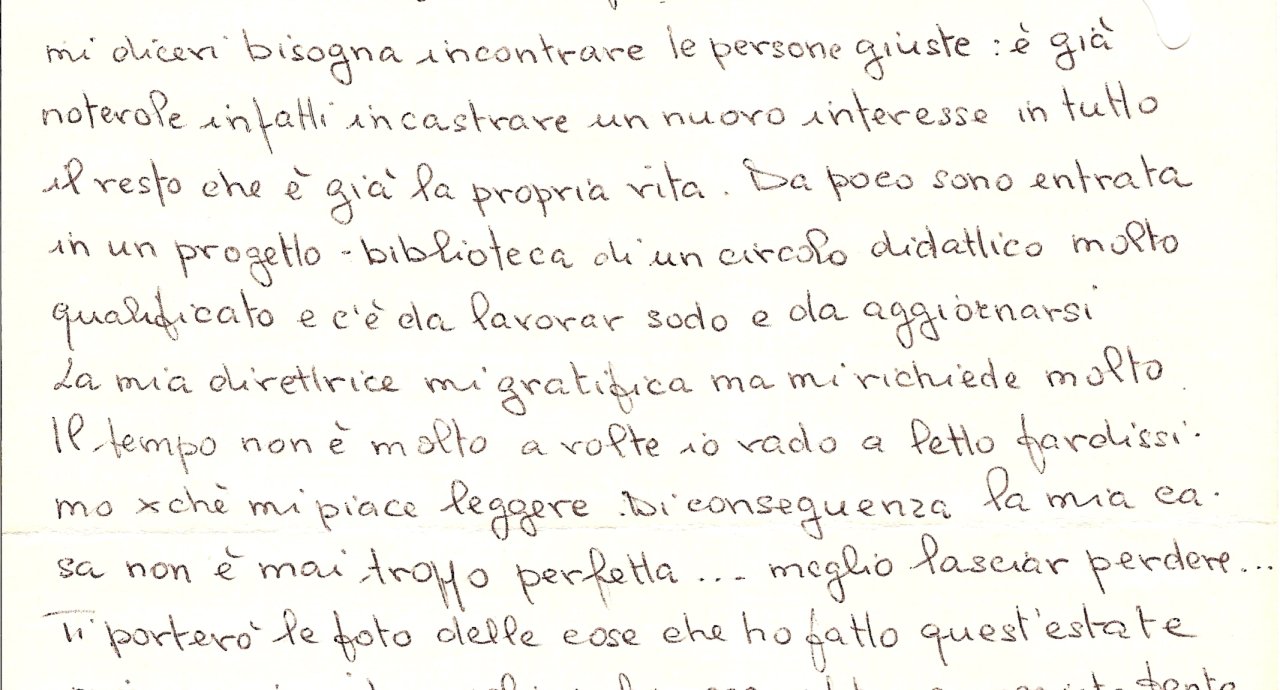 mi dicevi bisogna incontrare le persone giuste : è già
notevole infatti incastrare un nuovo interesse in tutto
il resto che è già la propria vita. Da poco sono entrata
in un progetto - biblioteca di un circolo didattico molto
qualificato e c'è da lavorar sodo e da aggiornarsi
La mia direttrice mi gratifica ma mi richiede molto.
Il tempo non è molto a volte io vado a letto tardissi-
mo xchè mi piace leggere. Di conseguenza la mia ca-
sa non è mai troppo perfetta ... meglio lasciar perdere...
Ti porterò le foto delle cose che ho fatto quest'estate